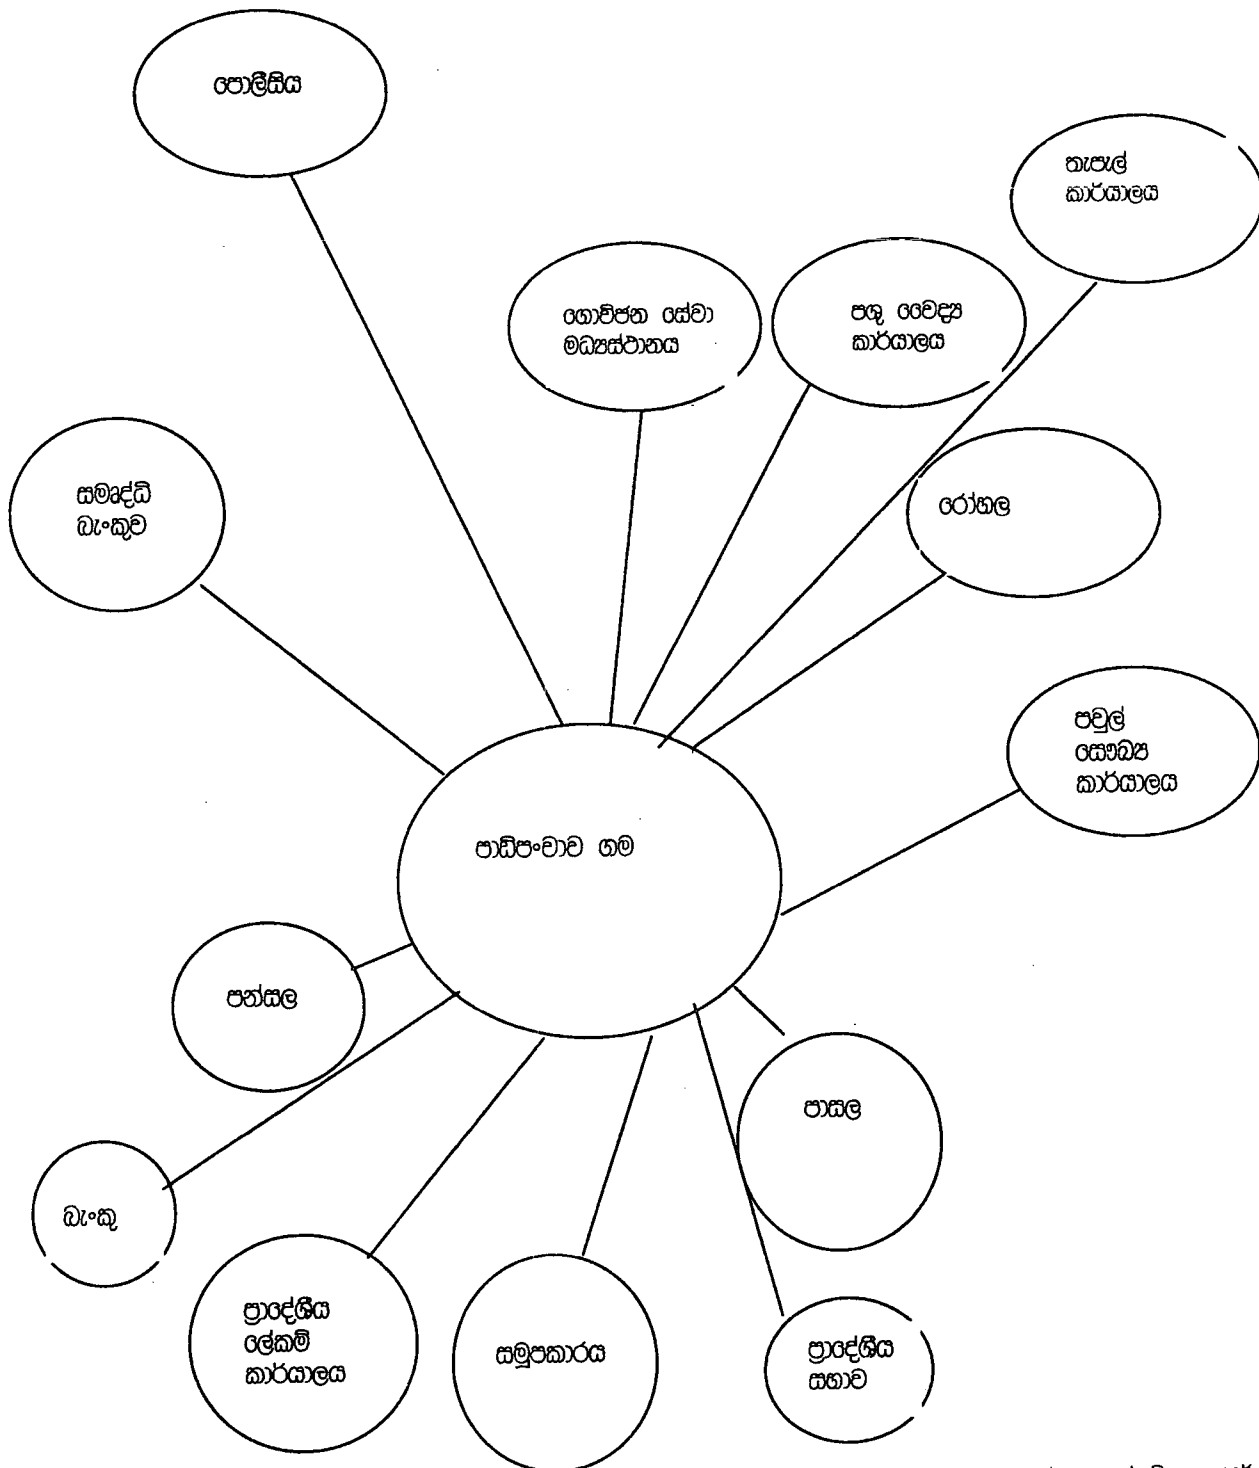 පොලීසිය
තැපැල්
කාර්යාලය
ගොවිජන සේවා
මධ්‍යස්ථානය
පශු වෛද්‍ය
කාර්යාලය
සමෘද්ධි
බැංකුව
රෝහල
පවුල්
සෞඛ්‍ය
කාර්යාලය
පාඩිපංචාව ගම
පන්සල
පාසල
බැංකු
ප්‍රාදේශීය
ලේකම්
කාර්යාලය
සමූපකාරය
ප්‍රාදේශීය
සභාව